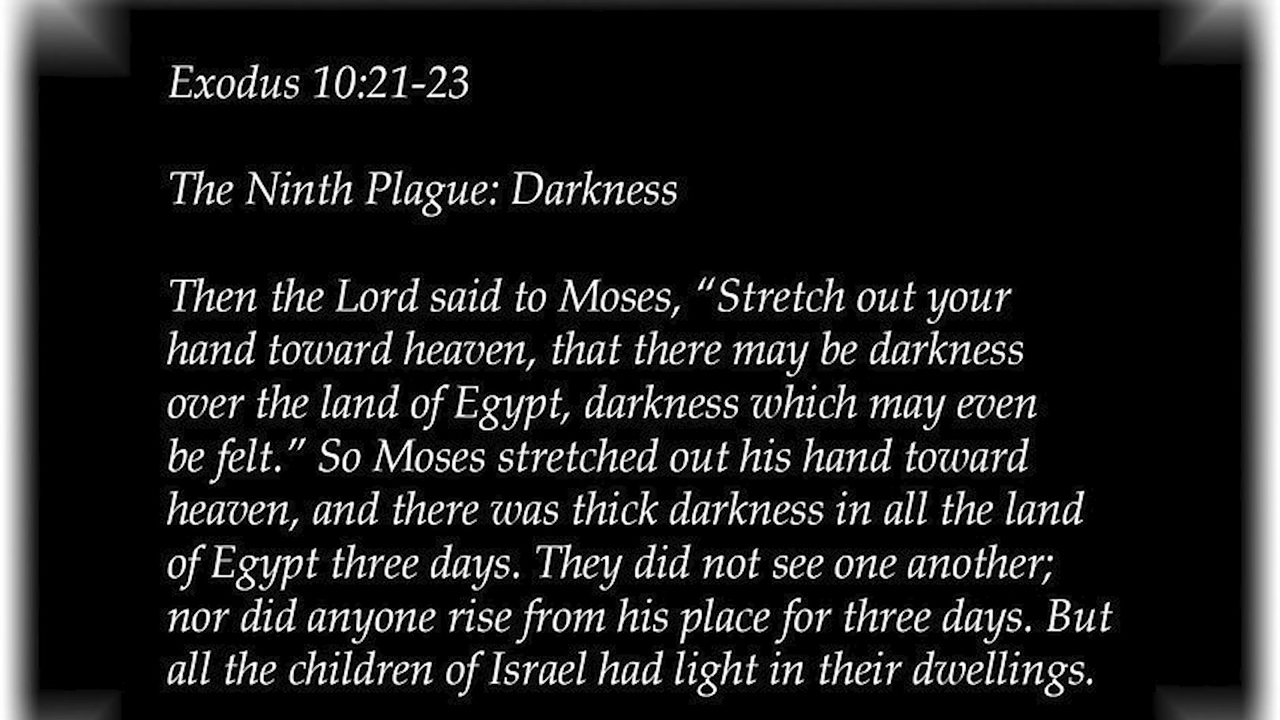 Exodus 10:21-23
The Ninth Plague: Darkness
Then the Lord said to Moses, “Stretch out your
hand toward heaven, that there may be darkness
over the land of Egypt, darkness which may even
be felt.” So Moses stretched out his hand toward
heaven, and there was thick darkness in all the land
of Egypt three days. They did not see one another;
nor did anyone rise from his place for three days. But
all the children of Israel had light in their dwellings.